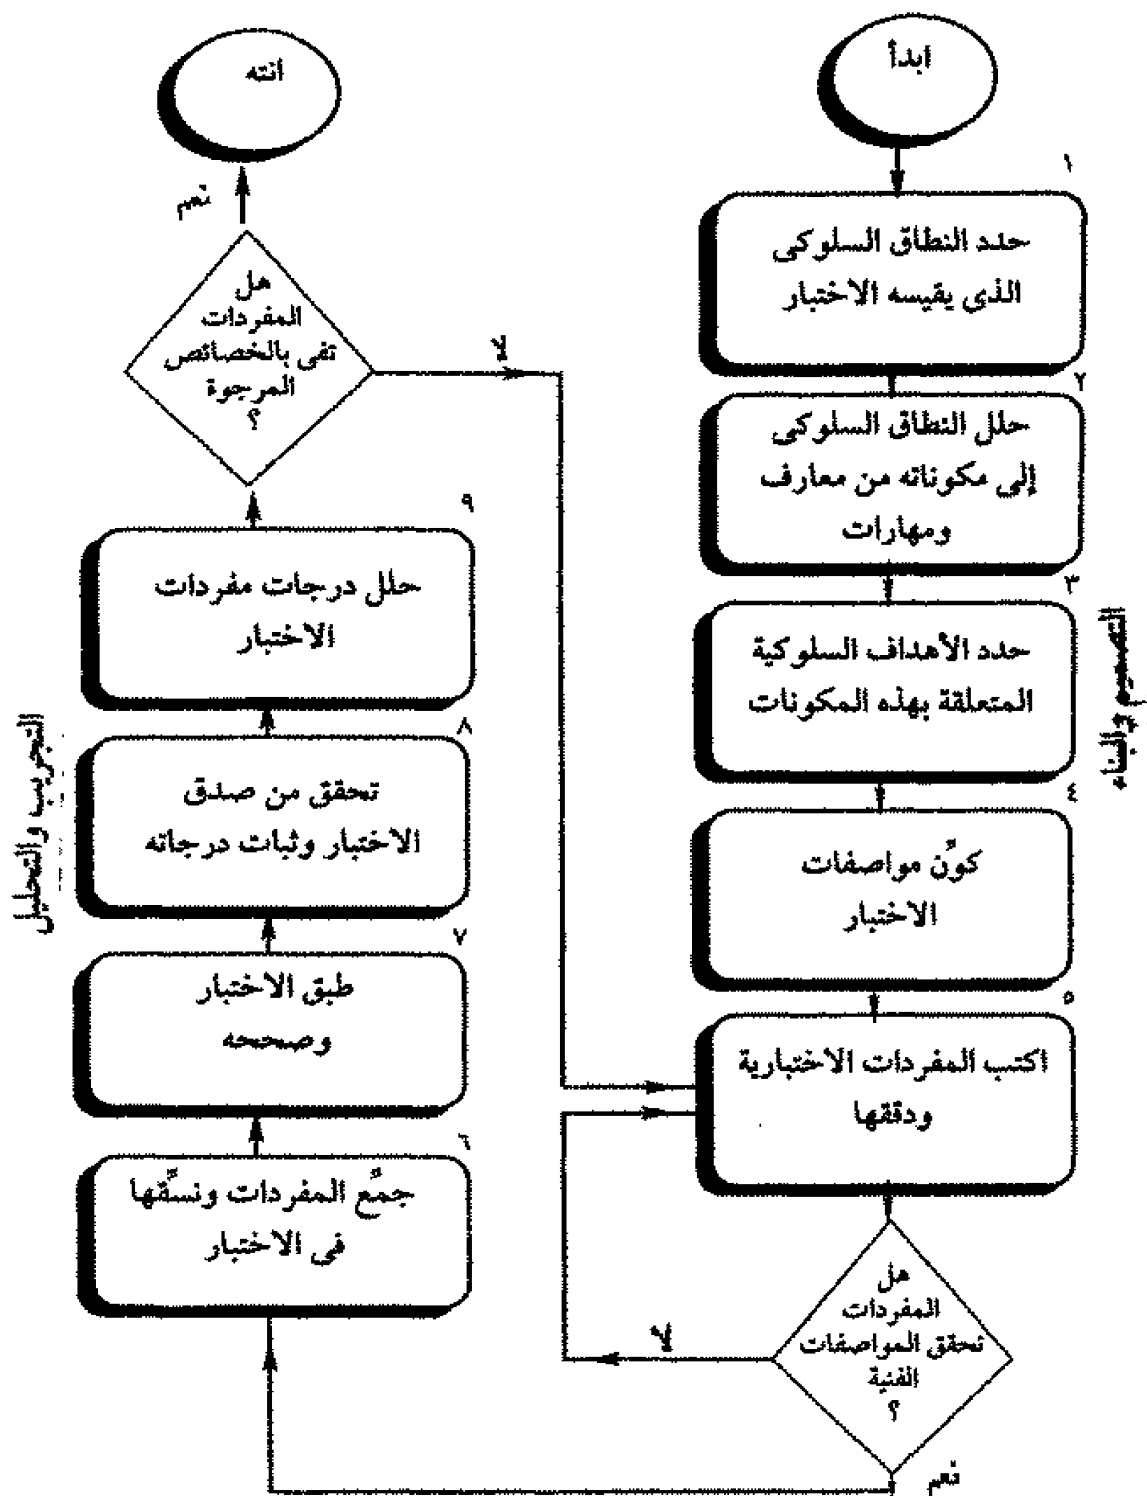 ابدأ
١
حدد النطاق السلوكى
الذى يقيسه الاختبار
٢
حلل النطاق السلوكى
إلى مكوناته من معارف
ومهارات
٣
حدد الأهداف السلوكية
المتعلقة بهذه المكونات
٤
كوِّن مواصفات
الاختبار
٥
اكتب المفردات الاختبارية
ودققها
هل
المفردات
تحقق المواصفات
الفنية
؟
لا
نعم
التصميم والبناء
٦
جمِّع المفردات ونسِّقها
فى الاختبار
٧
طبق الاختبار
وصححه
٨
تحقق من صدق
الاختبار وثبات درجاته
٩
حلل درجات مفردات
الاختبار
هل
المفردات
تفى بالخصائص
المرجوة
؟
لا
نعم
انته
التجريب والتحليل